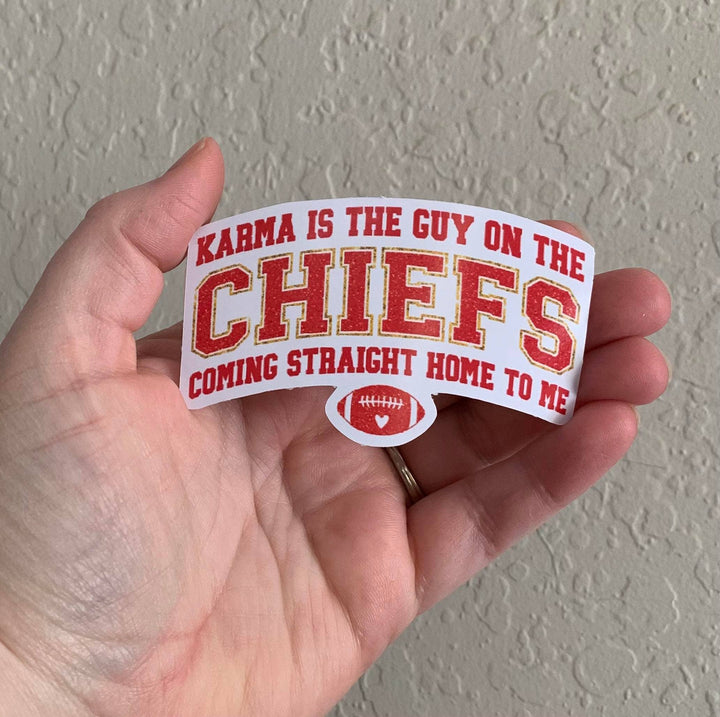 KARMA IS THE GUY ON THE
CHIEFS
COMING STRAIGHT HOME TO ME